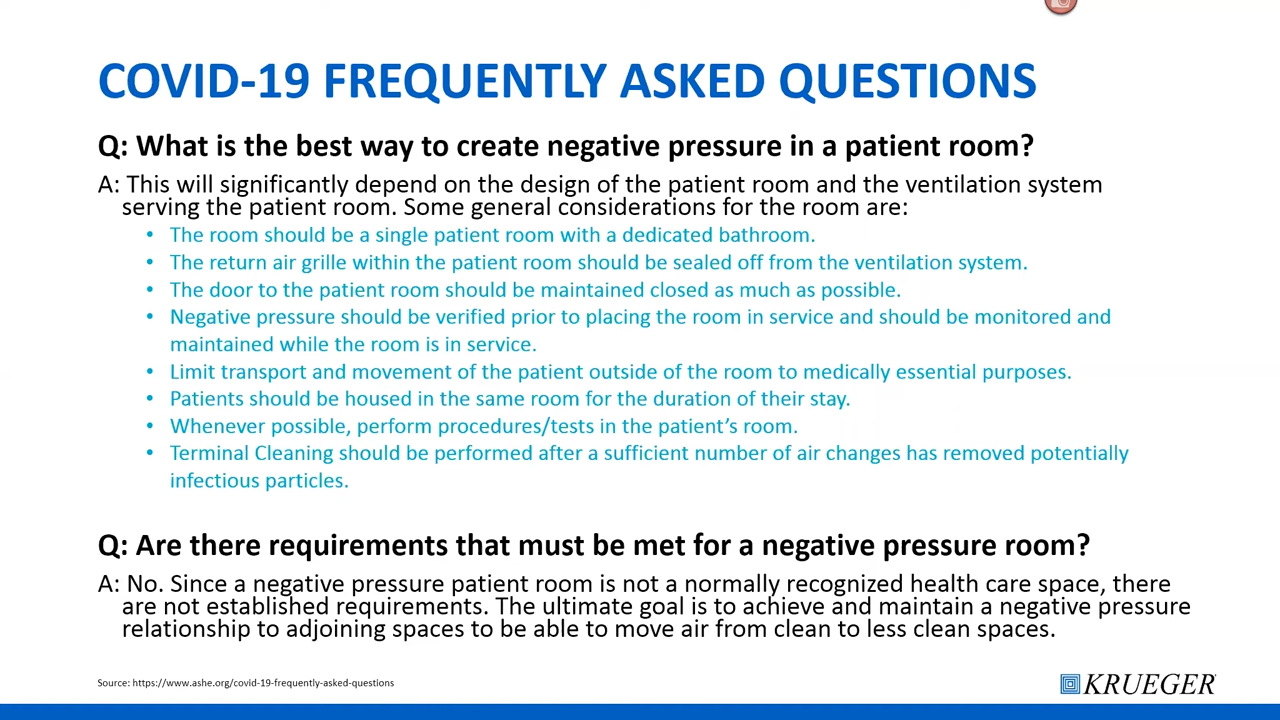 COVID-19 FREQUENTLY ASKED QUESTIONS
Q: What is the best way to create negative pressure in a patient room?
A: This will significantly depend on the design of the patient room and the ventilation system
serving the patient room. Some general considerations for the room are:
• The room should be a single patient room with a dedicated bathroom.
• The return air grille within the patient room should be sealed off from the ventilation system.
• The door to the patient room should be maintained closed as much as possible.
• Negative pressure should be verified prior to placing the room in service and should be monitored and
maintained while the room is in service.
• Limit transport and movement of the patient outside of the room to medically essential purposes.
• Patients should be housed in the same room for the duration of their stay.
• Whenever possible, perform procedures/tests in the patient's room.
• Terminal Cleaning should be performed after a sufficient number of air changes has removed potentially
infectious particles.
Q: Are there requirements that must be met for a negative pressure room?
A: No. Since a negative pressure patient room is not a normally recognized health care space, there
are not established requirements. The ultimate goal is to achieve and maintain a negative pressure
relationship to adjoining spaces to be able to move air from clean to less clean spaces.
Source: https://www.ashe.org/covid-19-frequently-asked-questions
KRUEGER